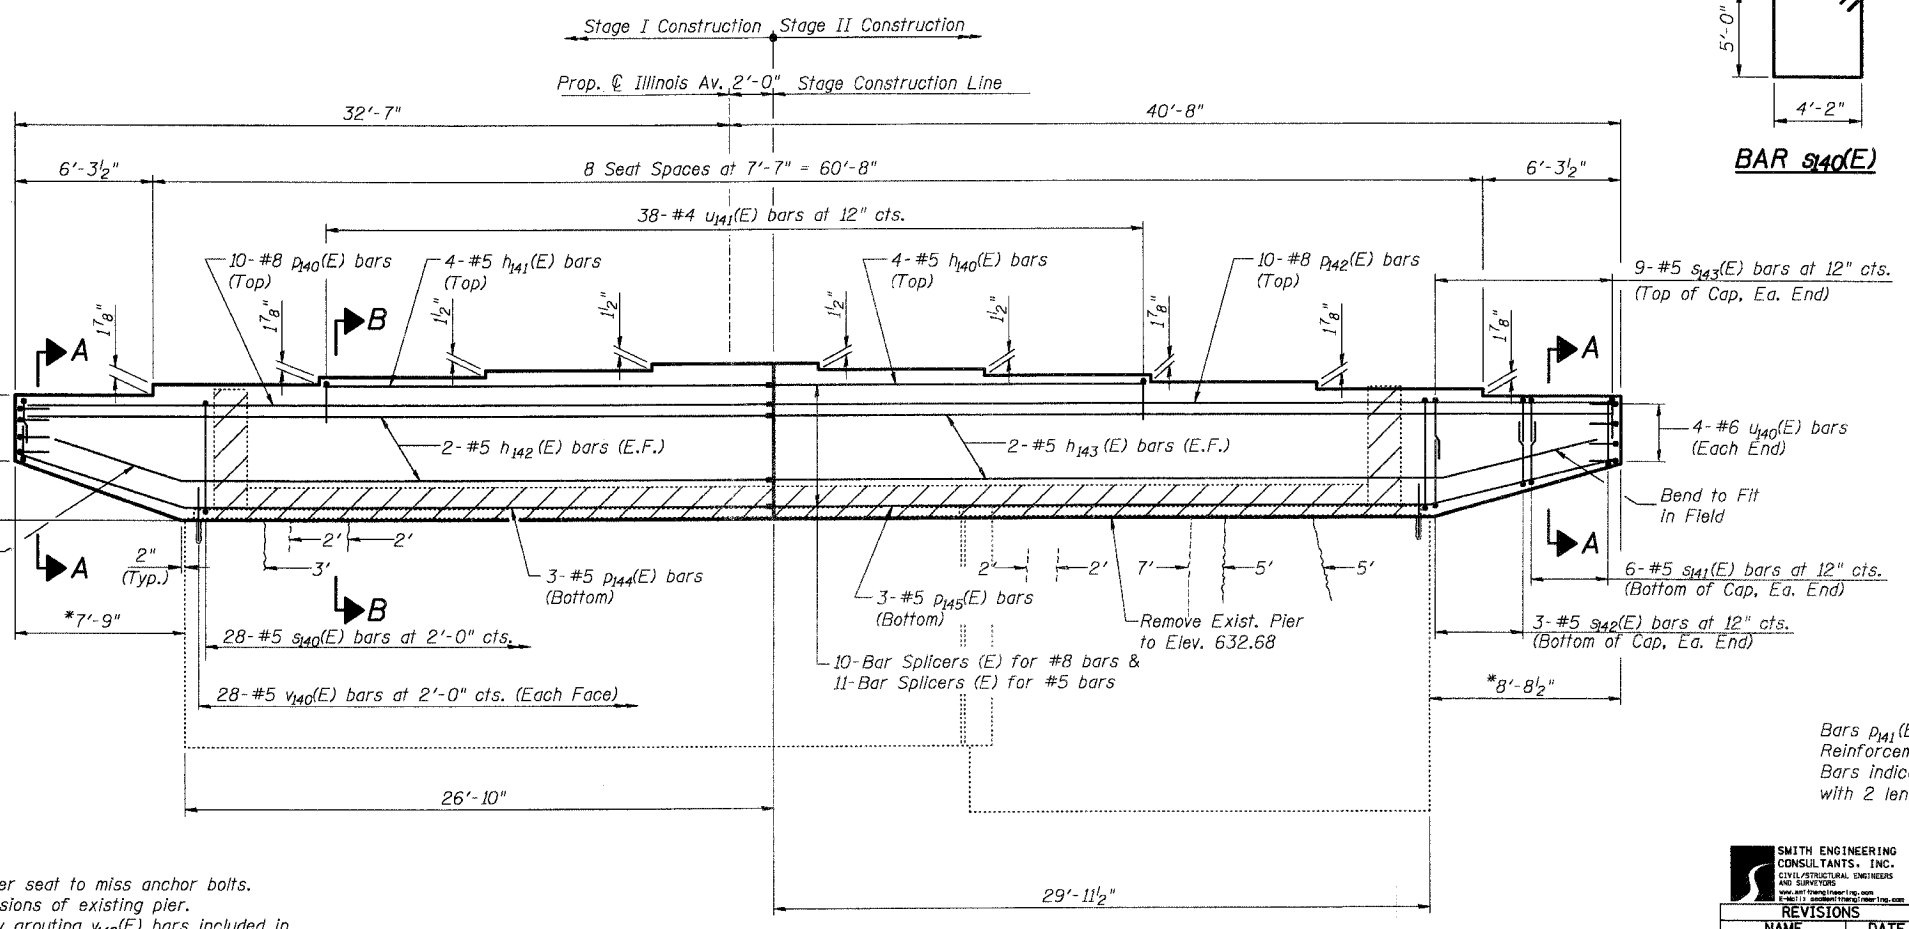 Stage I Construction
Stage II Construction
Prop. ℄ Illinois Av.
2'-0"
Stage Construction Line
5'-0"
4'-2"
BAR s140(E)
32'-7"
40'-8"
6'-3½"
8 Seat Spaces at 7'-7" = 60'-8"
6'-3½"
38-#4 u141(E) bars at 12" cts.
10-#8 p140(E) bars
(Top)
4-#5 h141(E) bars
(Top)
4-#5 h140(E) bars
(Top)
10-#8 p142(E) bars
(Top)
9-#5 s143(E) bars at 12" cts.
(Top of Cap, Ea. End)
1⅞"
1⅞"
1½"
1½"
1½"
1½"
1⅞"
1⅞"
1⅞"
A
B
A
2-#5 h142(E) bars (E.F.)
2-#5 h143(E) bars (E.F.)
4-#6 u140(E) bars
(Each End)
Bend to Fit
in Field
A
B
A
2"
(Typ.)
3'
2'
2'
2'
2'
7'
5'
5'
3-#5 p144(E) bars
(Bottom)
3-#5 p145(E) bars
(Bottom)
Remove Exist. Pier
to Elev. 632.68
6-#5 s141(E) bars at 12" cts.
(Bottom of Cap, Ea. End)
3-#5 s142(E) bars at 12" cts.
(Bottom of Cap, Ea. End)
*7'-9"
28-#5 s140(E) bars at 2'-0" cts.
10-Bar Splicers (E) for #8 bars &
11-Bar Splicers (E) for #5 bars
28-#5 v140(E) bars at 2'-0" cts. (Each Face)
*8'-8½"
26'-10"
29'-11½"
Bars p141(E
Reinforcem
Bars indic
with 2 len
er seat to miss anchor bolts.
sions of existing pier.
grouting v140(E) bars included in
SMITH ENGINEERING
CONSULTANTS, INC.
CIVIL/STRUCTURAL ENGINEERS
AND SURVEYORS
www.smithengineering.com
REVISIONS
NAME
DATE